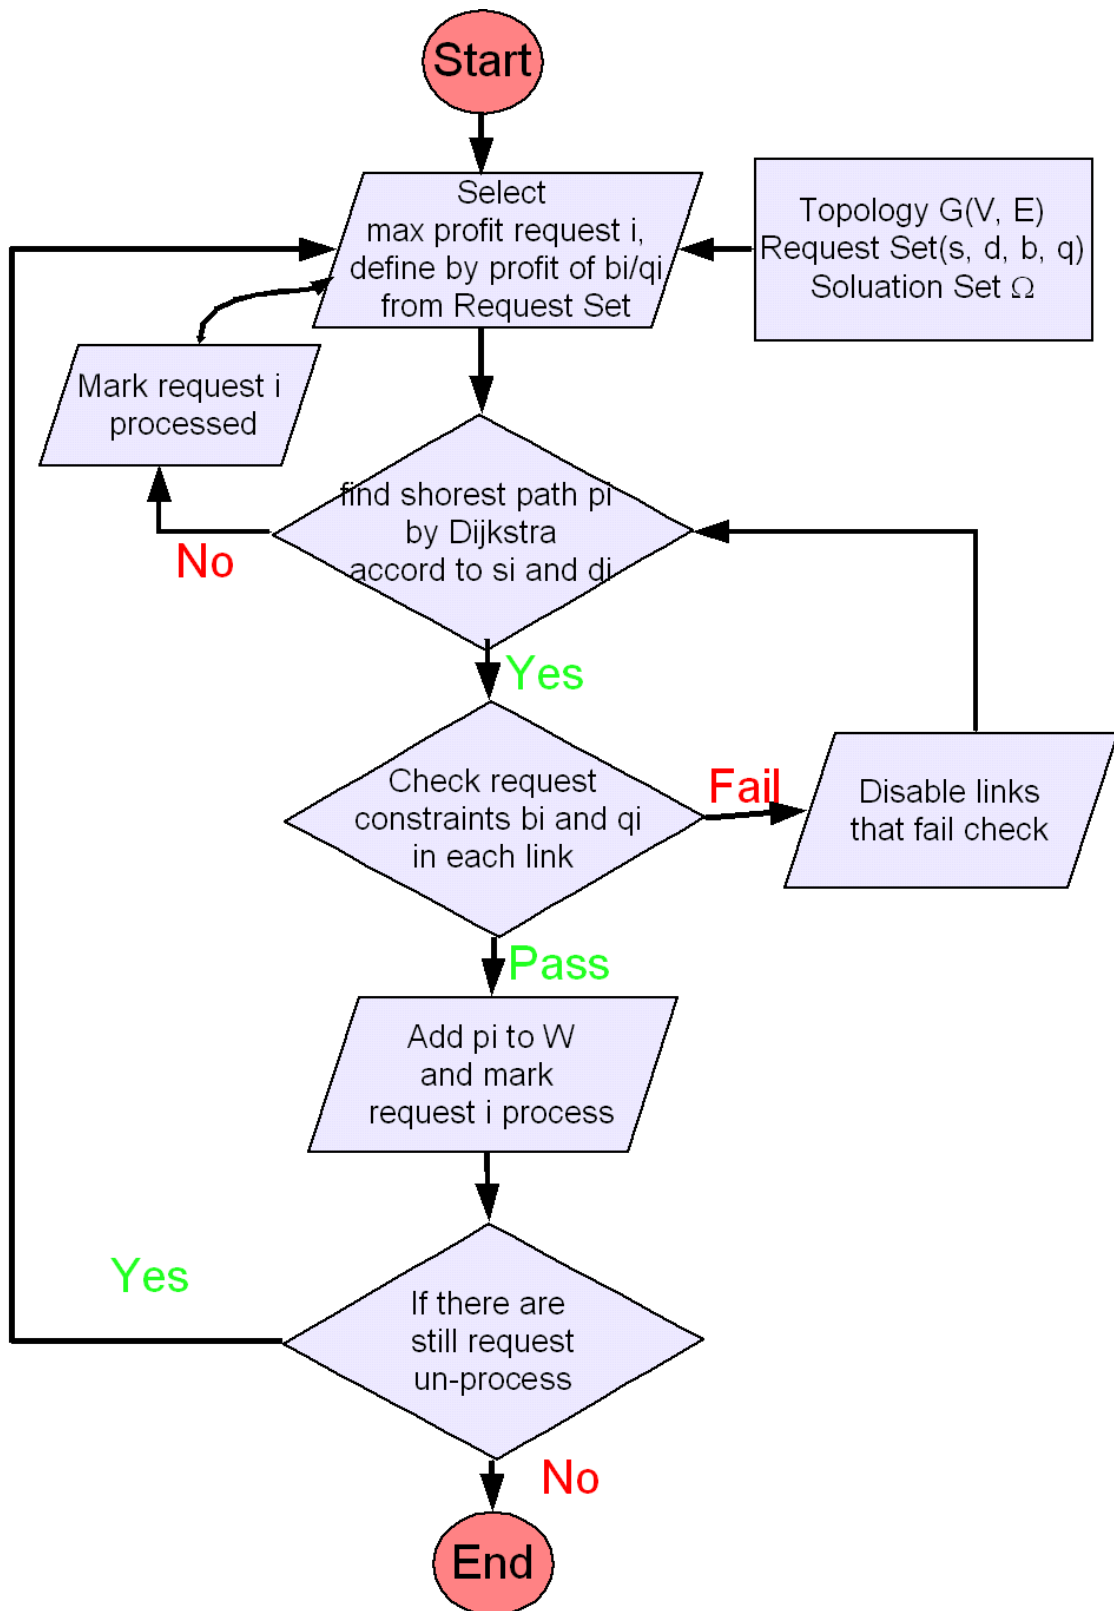 Start
Select
max profit request i,
define by profit of bi/qi
from Request Set
Topology G(V, E)
Request Set(s, d, b, q)
Soluation Set Ω
Mark request i
processed
find shorest path pi
by Dijkstra
accord to si and di
No
Yes
Check request
constraints bi and qi
in each link
Fail
Disable links
that fail check
Pass
Add pi to W
and mark
request i process
Yes
If there are
still request
un-process
No
End